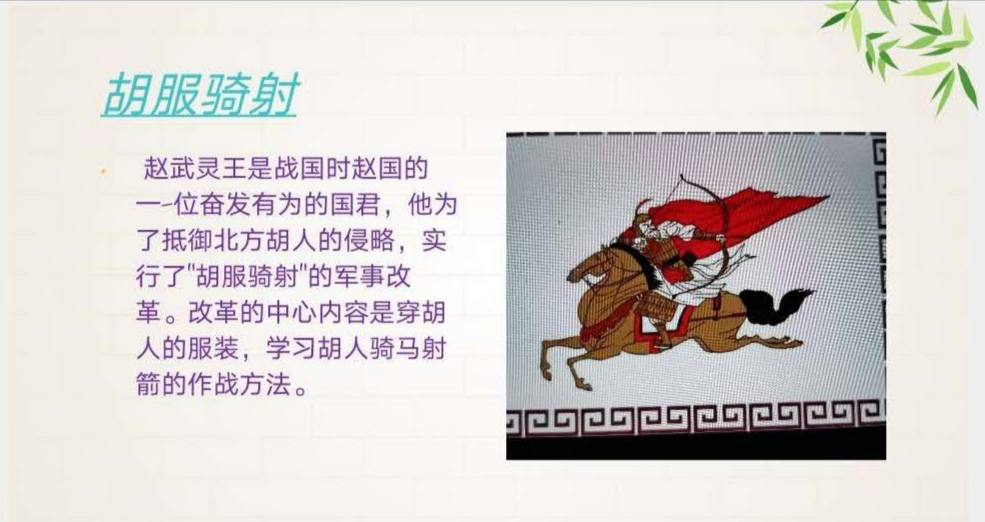 胡服骑射
赵武灵王是战国时赵国的
一-位奋发有为的国君，他为
了抵御北方胡人的侵略，实
行了"胡服骑射"的军事改
革。改革的中心内容是穿胡
人的服装，学习胡人骑马射
箭的作战方法。